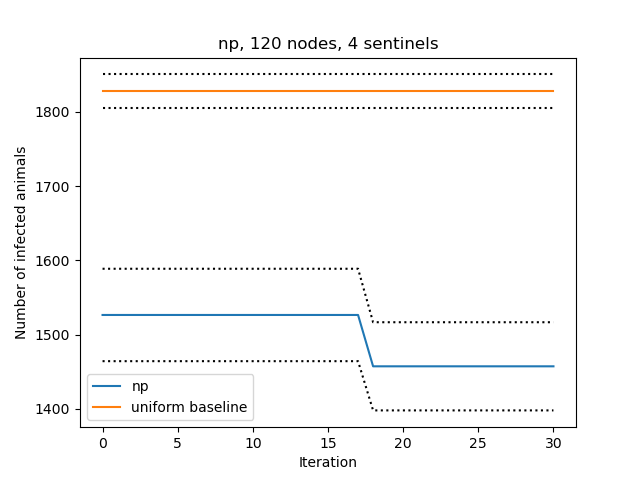 np, 120 nodes, 4 sentinels
Number of infected animals
1800
1700
1600
1500
1400
np
uniform baseline
0 5 10 15 20 25 30
Iteration